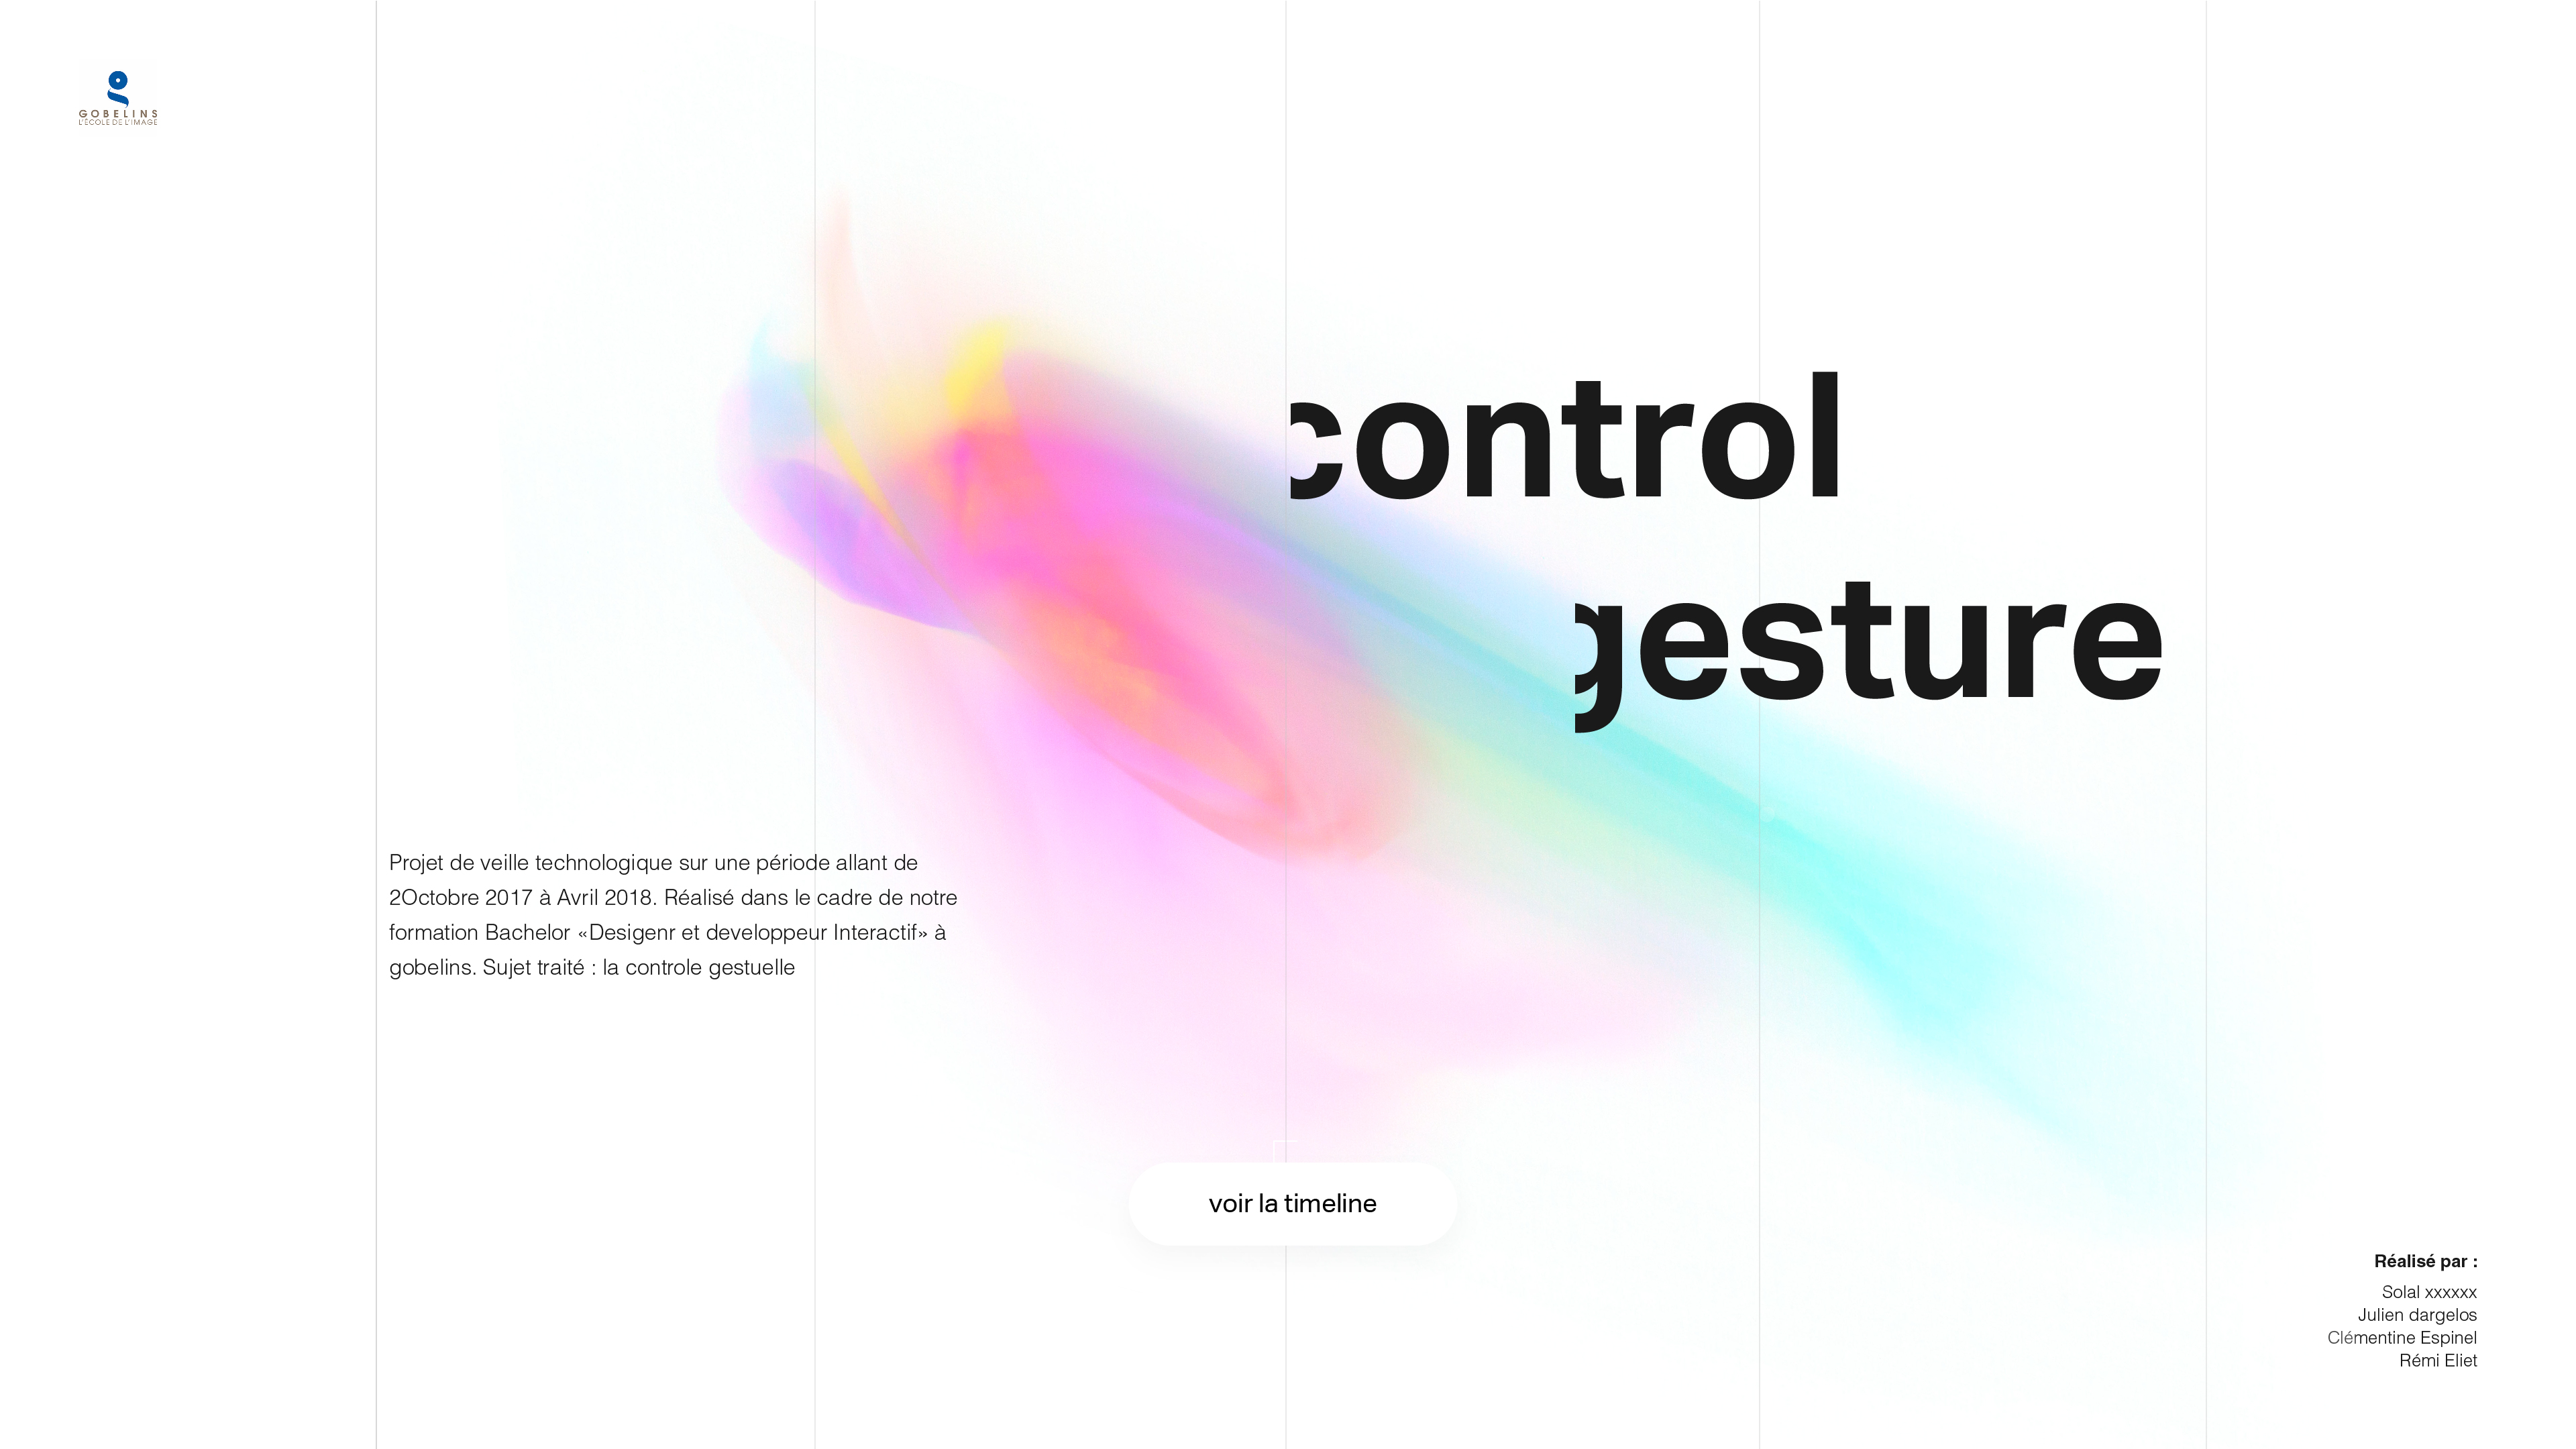 GOBELINS
L'ÉCOLE DE L'IMAGE
control
gesture
Projet de veille technologique sur une période allant de
2Octobre 2017 à Avril 2018. Réalisé dans le cadre de notre
formation Bachelor «Desigenr et developpeur Interactif» à
gobelins. Sujet traité : la controle gestuelle
voir la timeline
Réalisé par :
Solal xxxxxx
Julien dargelos
Clémentine Espinel
Rémi Eliet